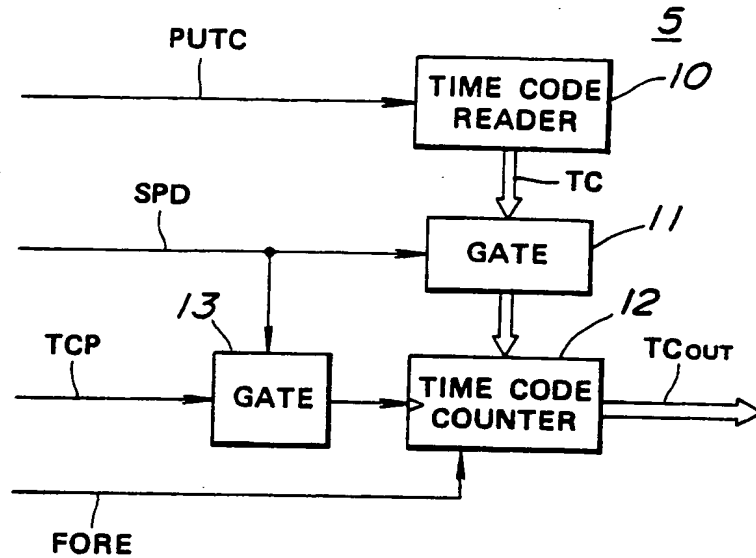 5
PUTC
TIME CODE
READER
10
TC
SPD
GATE
11
13
12
TCP
GATE
TIME CODE
COUNTER
TCOUT
FORE